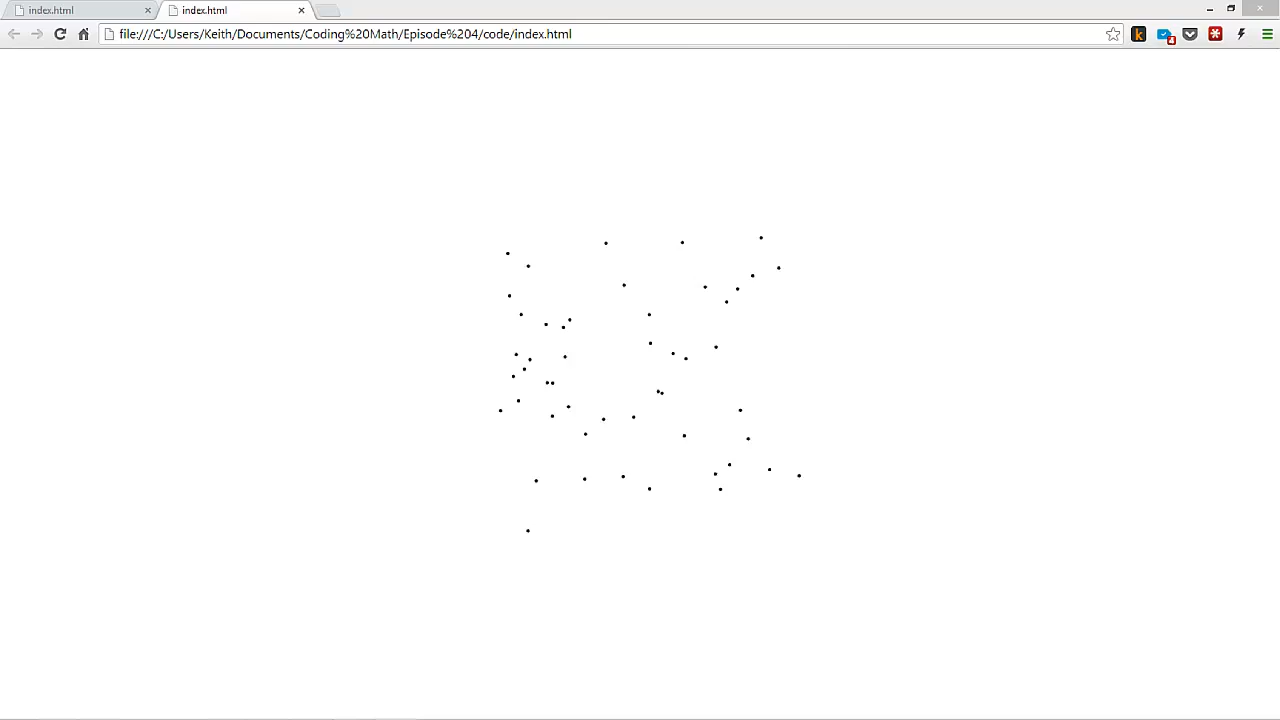 index.html
index.html
file:///C:/Users/Keith/Documents/Coding%20Math/Episode%204/code/index.html
k